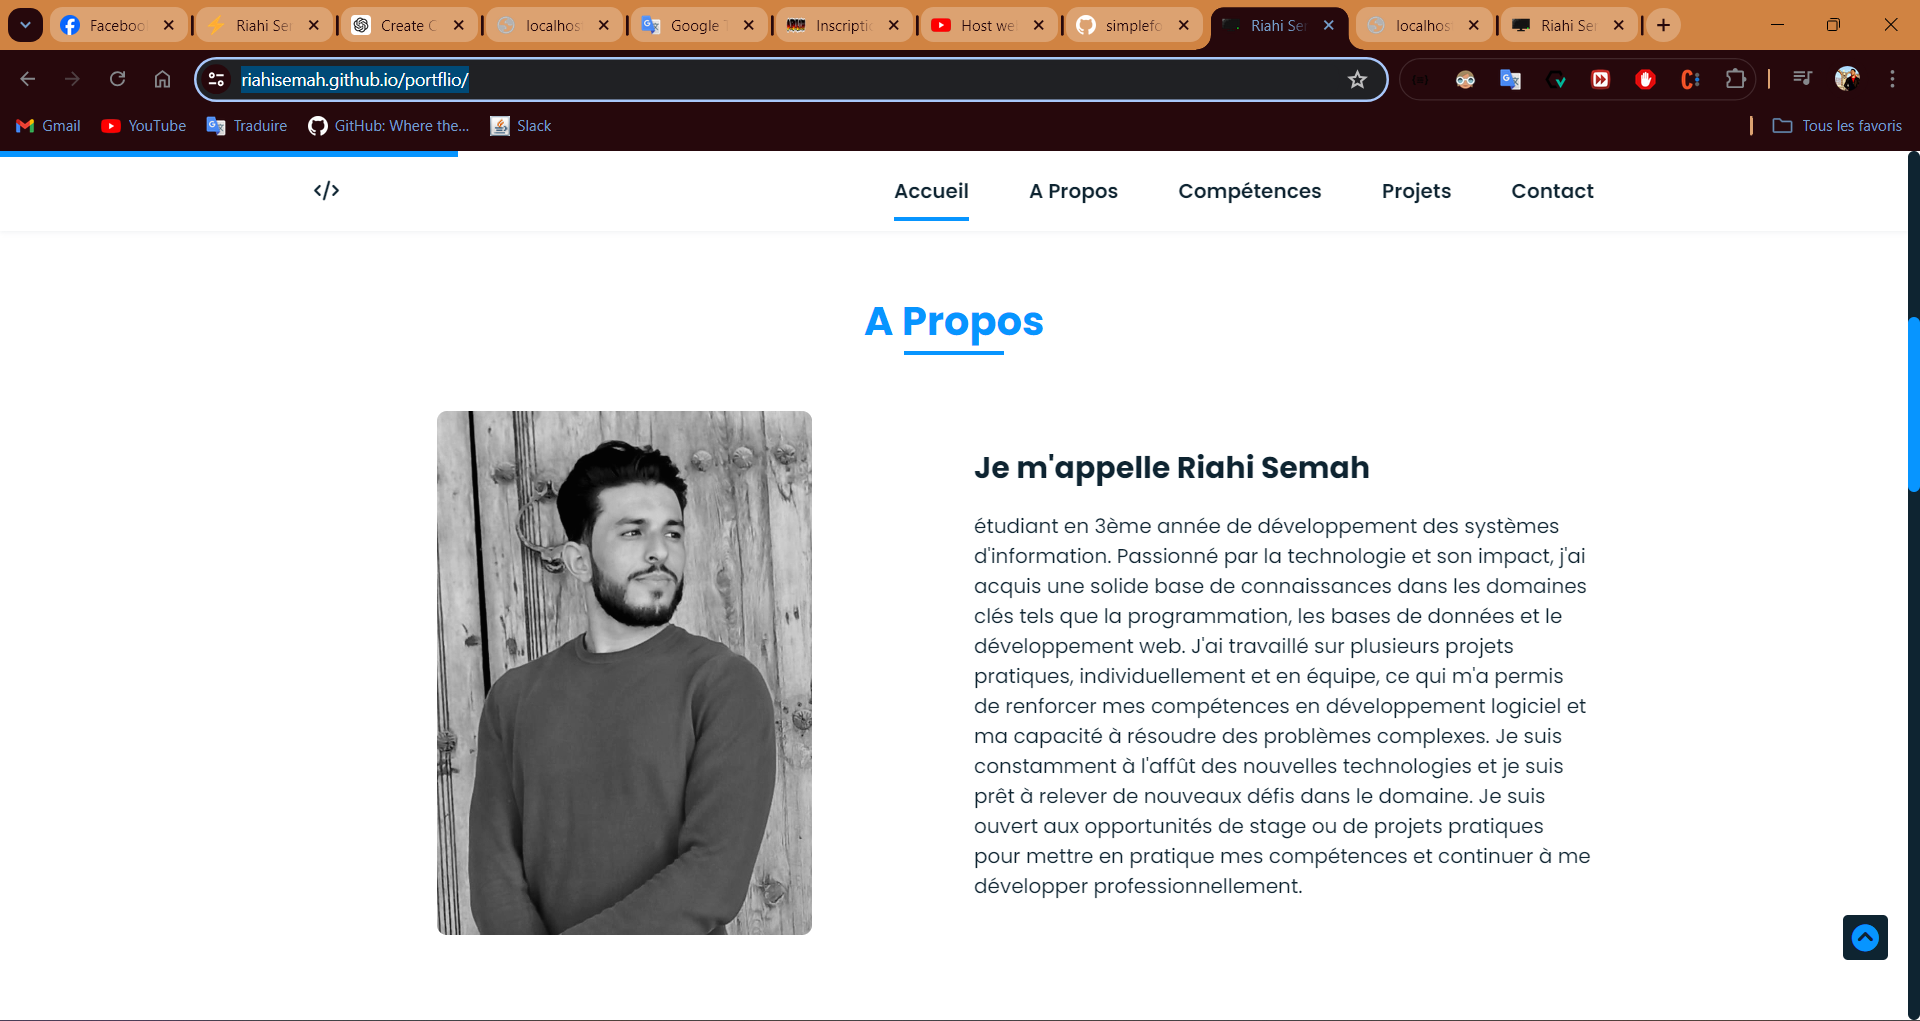 Facebook
Riahi Se
Create C
localhos
Google T
Inscripti
Host we
simplefo
Riahi Se
localhos
Riahi Se
riahisemah.github.io/portflio/
Gmail
YouTube
Traduire
GitHub: Where the...
Slack
Tous les favoris
</>
Accueil
A Propos
Compétences
Projets
Contact
A Propos
Je m'appelle Riahi Semah
étudiant en 3ème année de développement des systèmes
d'information. Passionné par la technologie et son impact, j'ai
acquis une solide base de connaissances dans les domaines
clés tels que la programmation, les bases de données et le
développement web. J'ai travaillé sur plusieurs projets
pratiques, individuellement et en équipe, ce qui m'a permis
de renforcer mes compétences en développement logiciel et
ma capacité à résoudre des problèmes complexes. Je suis
constamment à l'affût des nouvelles technologies et je suis
prêt à relever de nouveaux défis dans le domaine. Je suis
ouvert aux opportunités de stage ou de projets pratiques
pour mettre en pratique mes compétences et continuer à me
développer professionnellement.